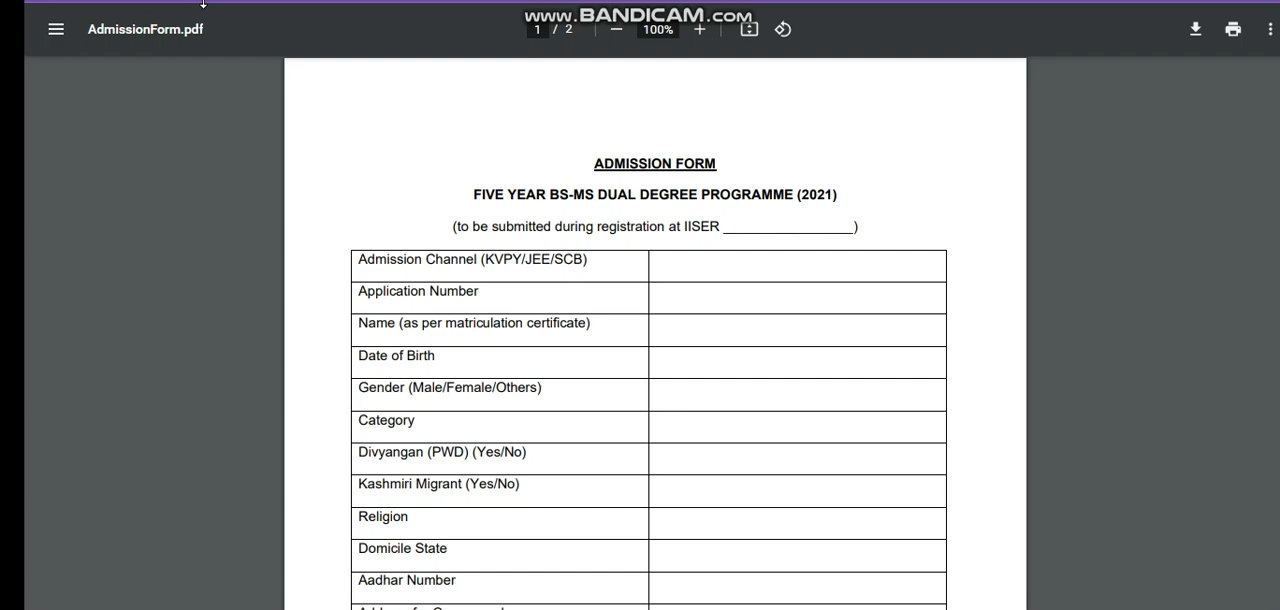 www.BANDICAM.com
AdmissionForm.pdf
1 / 2
100%
ADMISSION FORM
FIVE YEAR BS-MS DUAL DEGREE PROGRAMME (2021)
(to be submitted during registration at IISER _________________)
Admission Channel (KVPY/JEE/SCB)
Application Number
Name (as per matriculation certificate)
Date of Birth
Gender (Male/Female/Others)
Category
Divyangan (PWD) (Yes/No)
Kashmiri Migrant (Yes/No)
Religion
Domicile State
Aadhar Number